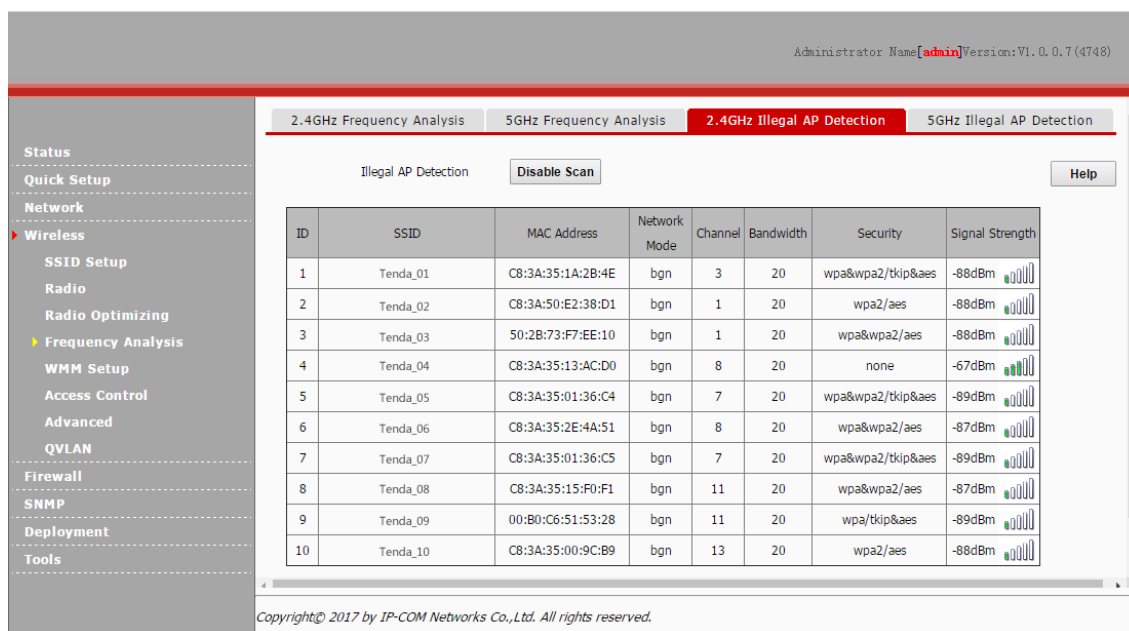 Administrator Name[admin]Version:V1.0.0.7(4748)
2.4GHz Frequency Analysis 5GHz Frequency Analysis 2.4GHz Illegal AP Detection 5GHz Illegal AP Detection
Status
Quick Setup
Network
Wireless
SSID Setup
Radio
Radio Optimizing
Frequency Analysis
WMM Setup
Access Control
Advanced
QVLAN
Firewall
SNMP
Deployment
Tools
Illegal AP Detection Disable Scan Help
ID SSID MAC Address Network Mode Channel Bandwidth Security Signal Strength
1 Tenda_01 C8:3A:35:1A:2B:4E bgn 3 20 wpa&wpa2/tkip&aes -88dBm
2 Tenda_02 C8:3A:50:E2:38:D1 bgn 1 20 wpa2/aes -88dBm
3 Tenda_03 50:2B:73:F7:EE:10 bgn 1 20 wpa&wpa2/aes -88dBm
4 Tenda_04 C8:3A:35:13:AC:D0 bgn 8 20 none -67dBm
5 Tenda_05 C8:3A:35:01:36:C4 bgn 7 20 wpa&wpa2/tkip&aes -89dBm
6 Tenda_06 C8:3A:35:2E:4A:51 bgn 8 20 wpa&wpa2/aes -87dBm
7 Tenda_07 C8:3A:35:01:36:C5 bgn 7 20 wpa&wpa2/tkip&aes -89dBm
8 Tenda_08 C8:3A:35:15:F0:F1 bgn 11 20 wpa&wpa2/aes -87dBm
9 Tenda_09 00:B0:C6:51:53:28 bgn 11 20 wpa/tkip&aes -89dBm
10 Tenda_10 C8:3A:35:00:9C:B9 bgn 13 20 wpa2/aes -88dBm
Copyright© 2017 by IP-COM Networks Co.,Ltd. All rights reserved.